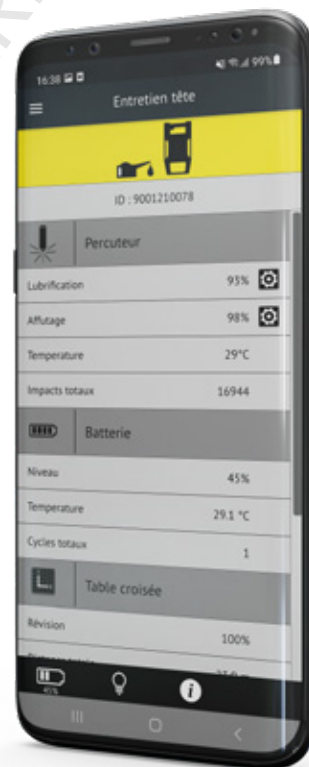 16:38 99%
Entretien tête
ID : 9001210078
Percuteur
Lubrification 93%
Affutage 98%
Temperature 29°C
Impacts totaux 16944
Batterie
Niveau 45%
Temperature 29.1 °C
Cycles totaux 1
Table croisée
Révision 100%
45%